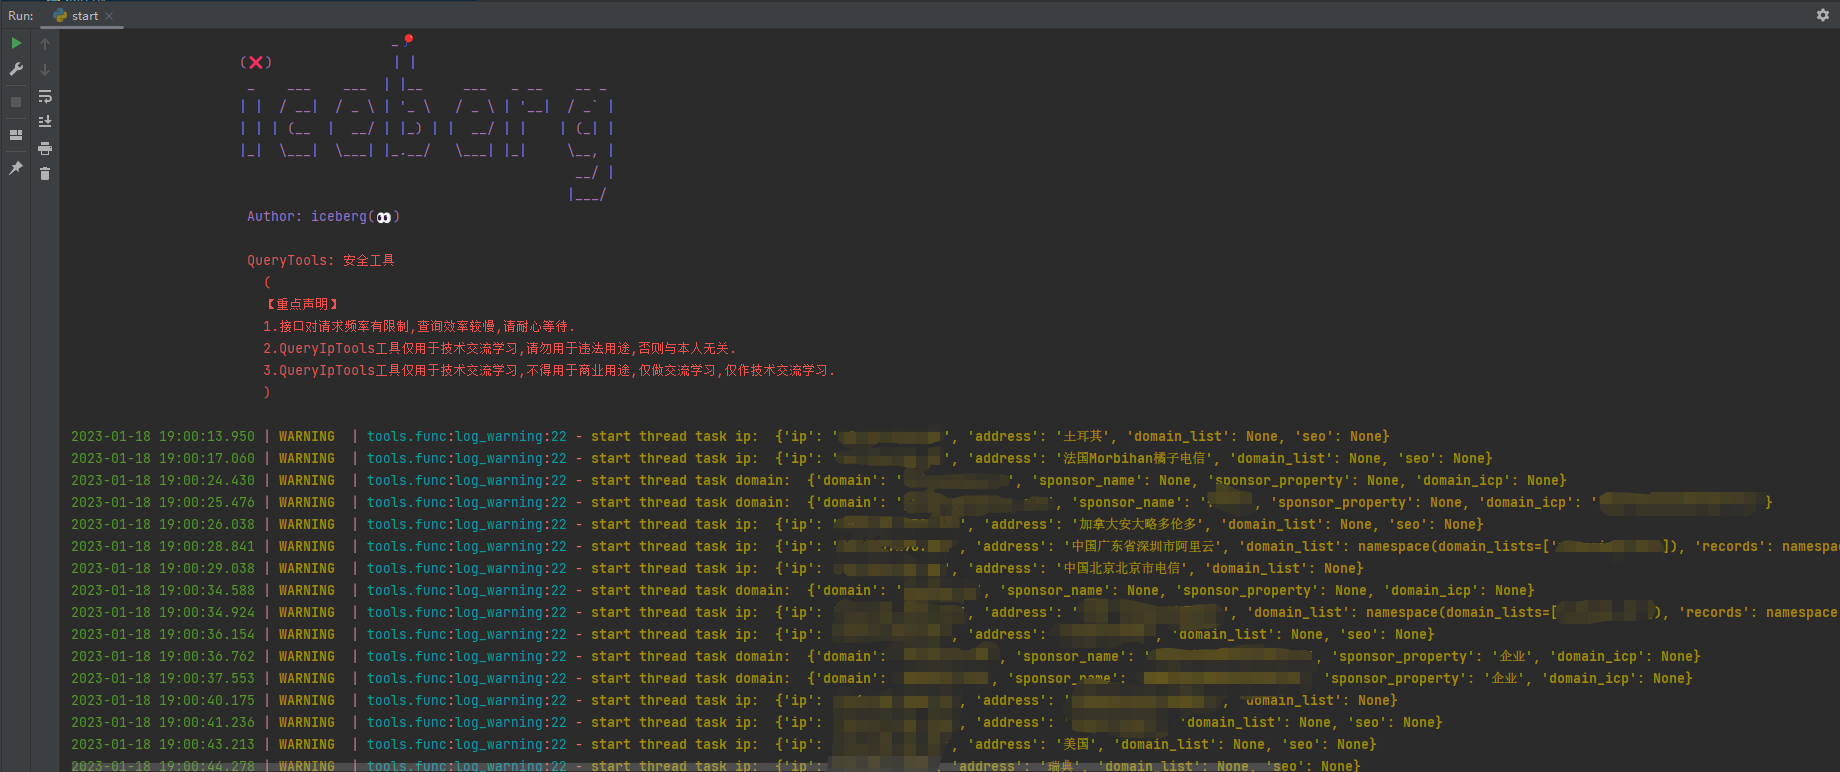 Run: start
(❌)
iceberg
Author: iceberg(👀)
QueryTools: 安全工具
(
【重点声明】
1.接口对请求频率有限制,查询效率较慢,请耐心等待.
2.QueryIpTools工具仅用于技术交流学习,请勿用于违法用途,否则与本人无关.
3.QueryIpTools工具仅用于技术交流学习,不得用于商业用途,仅做交流学习,仅作技术交流学习.
)
2023-01-18 19:00:13.950 | WARNING | tools.func:log_warning:22 - start thread task ip: {'ip': ' ', 'address': '土耳其', 'domain_list': None, 'seo': None}
2023-01-18 19:00:17.060 | WARNING | tools.func:log_warning:22 - start thread task ip: {'ip': ' ', 'address': '法国Morbihan橘子电信', 'domain_list': None, 'seo': None}
2023-01-18 19:00:24.430 | WARNING | tools.func:log_warning:22 - start thread task domain: {'domain': ' ', 'sponsor_name': None, 'sponsor_property': None, 'domain_icp': None}
2023-01-18 19:00:25.476 | WARNING | tools.func:log_warning:22 - start thread task domain: {'domain': ' ', 'sponsor_name': ' ', 'sponsor_property': None, 'domain_icp': ' }
2023-01-18 19:00:26.038 | WARNING | tools.func:log_warning:22 - start thread task ip: {'ip': ' ', 'address': '加拿大安大略多伦多', 'domain_list': None, 'seo': None}
2023-01-18 19:00:28.841 | WARNING | tools.func:log_warning:22 - start thread task ip: {'ip': ' ', 'address': '中国广东省深圳市阿里云', 'domain_list': namespace(domain_lists=[' ]), 'records': namespace
2023-01-18 19:00:29.038 | WARNING | tools.func:log_warning:22 - start thread task ip: {'ip': ' ', 'address': '中国北京北京市电信', 'domain_list': None}
2023-01-18 19:00:34.588 | WARNING | tools.func:log_warning:22 - start thread task domain: {'domain': ' ', 'sponsor_name': None, 'sponsor_property': None, 'domain_icp': None}
2023-01-18 19:00:34.924 | WARNING | tools.func:log_warning:22 - start thread task ip: {'ip': ', 'address': ' ', 'domain_list': namespace(domain_lists=[ ), 'records': namespace
2023-01-18 19:00:36.154 | WARNING | tools.func:log_warning:22 - start thread task ip: {'ip': ', 'address': ', 'domain_list': None, 'seo': None}
2023-01-18 19:00:36.762 | WARNING | tools.func:log_warning:22 - start thread task domain: {'domain': ', 'sponsor_name': ' ', 'sponsor_property': '企业', 'domain_icp': None}
2023-01-18 19:00:37.553 | WARNING | tools.func:log_warning:22 - start thread task domain: {'domain': ', 'sponsor_name': 'sponsor_property': '企业', 'domain_icp': None}
2023-01-18 19:00:40.175 | WARNING | tools.func:log_warning:22 - start thread task ip: {'ip': ', 'address': ' , 'domain_list': None}
2023-01-18 19:00:41.236 | WARNING | tools.func:log_warning:22 - start thread task ip: {'ip': ', 'address': 'domain_list': None, 'seo': None}
2023-01-18 19:00:43.213 | WARNING | tools.func:log_warning:22 - start thread task ip: {'ip': ', 'address': '美国', 'domain_list': None, 'seo': None}
2023-01-18 19:00:44.278 | WARNING | tools.func:log_warning:22 - start thread task ip: {'ip': 'address': '瑞典', 'domain_list': None, 'seo': None}